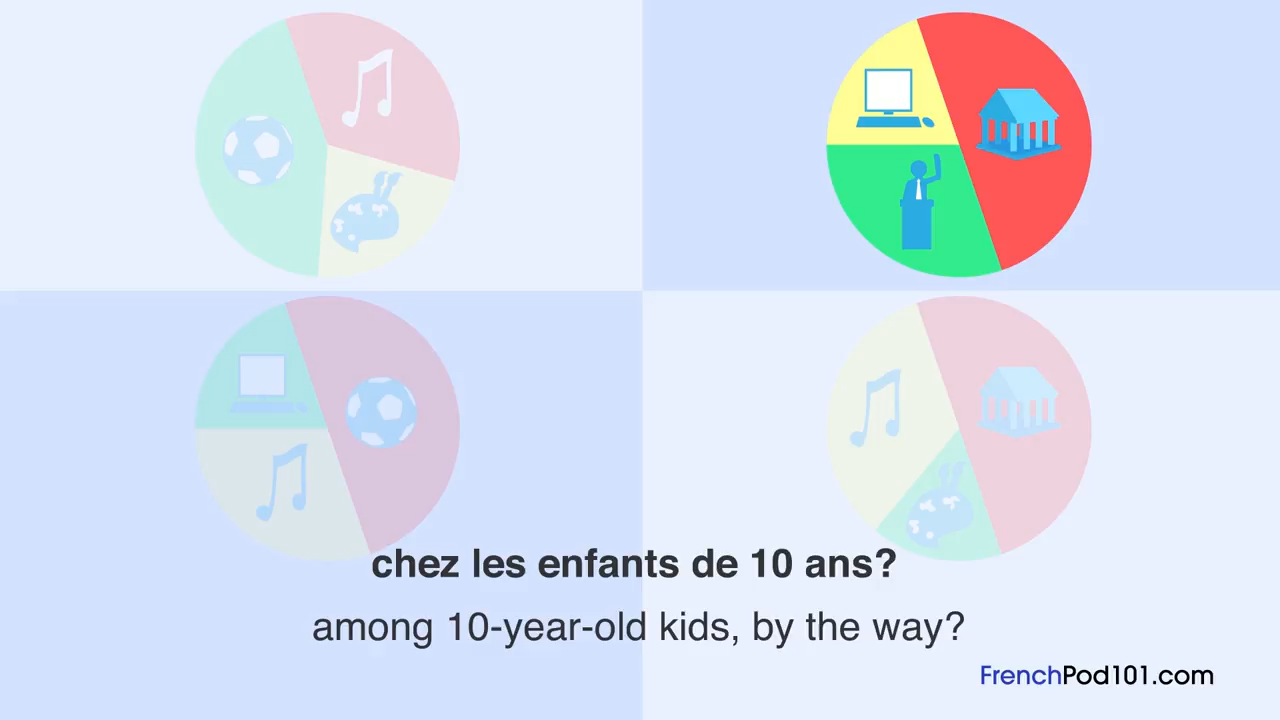 chez les enfants de 10 ans?
among 10-year-old kids, by the way?
FrenchPod101.com